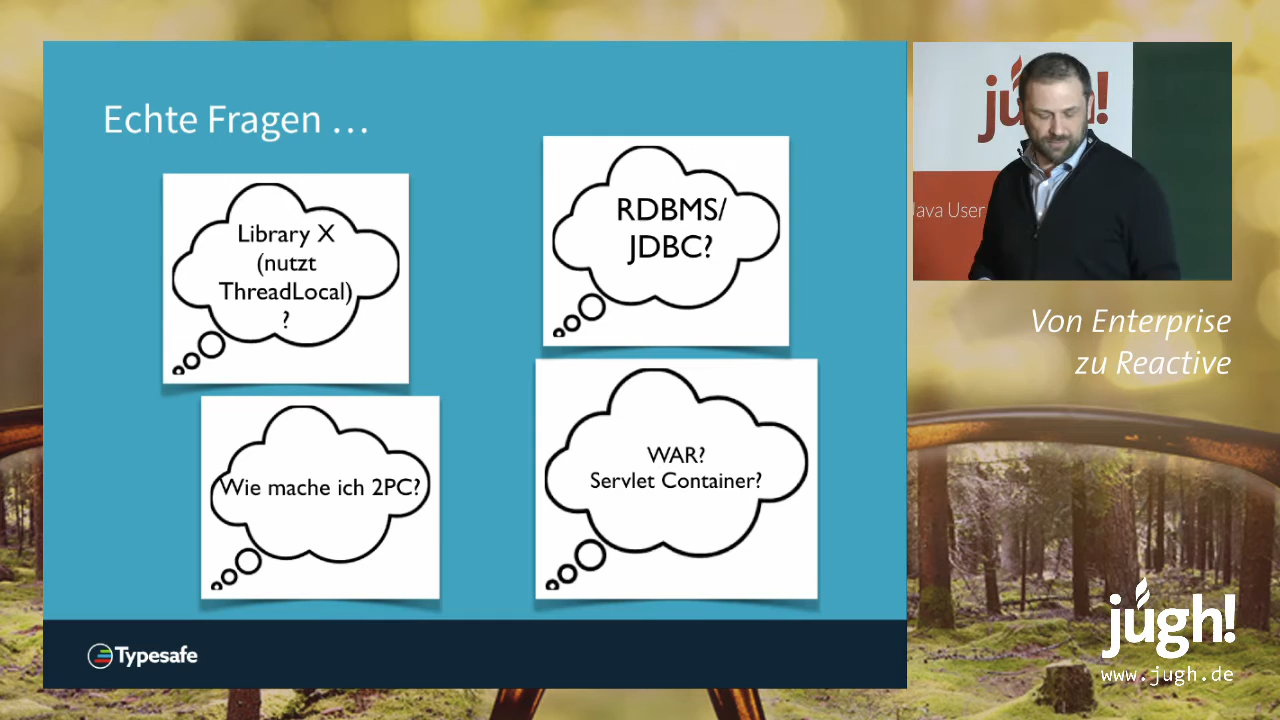 Echte Fragen …
Library X
(nutzt
ThreadLocal)
?
RDBMS/
JDBC?
Wie mache ich 2PC?
WAR?
Servlet Container?
Typesafe
jugh!
Java User
Von Enterprise
zu Reactive
jugh!
www.jugh.de